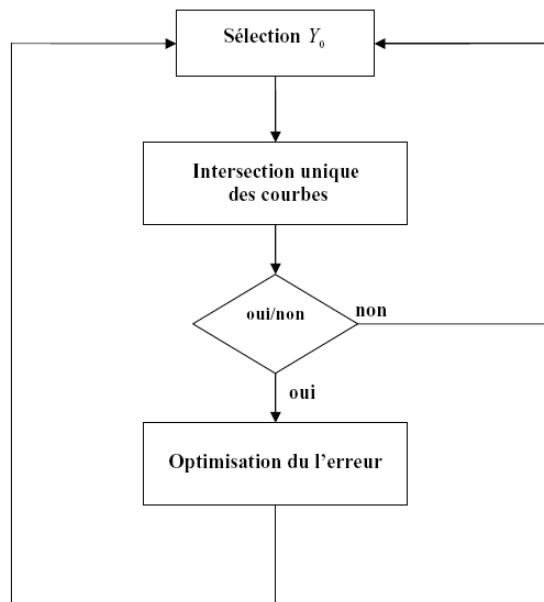 Sélection Y₀
Intersection unique
des courbes
oui/non
non
oui
Optimisation du l'erreur